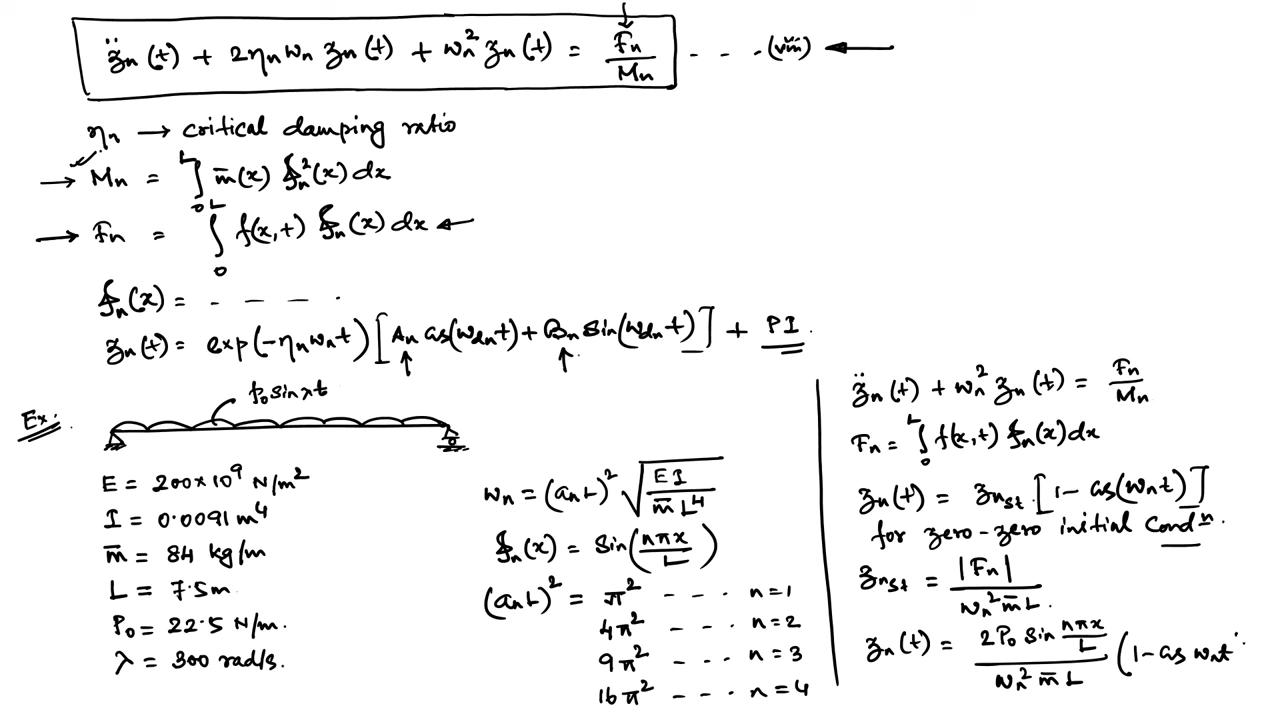 z̈n(t) + 2ηnωn zn(t) + ωn² zn(t) = Fn/Mn - - - -(viii)
ηn → critical damping ratio
→ Mn = ∫₀ᴸ m̄(x) ϕn²(x) dx
→ Fn = ∫₀ᴸ f(x,t) ϕn(x) dx ←
ϕn(x) = - - - - .
zn(t) = exp(-ηnωnt) [An cos(ωdnt) + Bn sin(ωdnt)] + PI.
Ex.
P₀ sin λt
E = 200×10⁹ N/m²
I = 0.0091 m⁴
m̄ = 84 kg/m
L = 7.5m
P₀ = 22.5 N/m.
λ = 300 rad/s.
ωn = (anL)² √(EI/m̄L⁴)
ϕn(x) = sin(nπx/L)
(anL)² = π² - - - n=1
4π² - - - n=2
9π² - - - n=3
16π² - - - n=4
z̈n(t) + ωn² zn(t) = Fn/Mn
Fn = ∫₀ᴸ f(x,t) ϕn(x) dx
zn(t) = znst [1 - cos(ωnt)]
for zero-zero initial condⁿ.
znst = |Fn|/(ωn² m̄ L)
zn(t) = (2P₀ sin nπx/L)/(ωn² m̄ L) (1 - cos ωnt